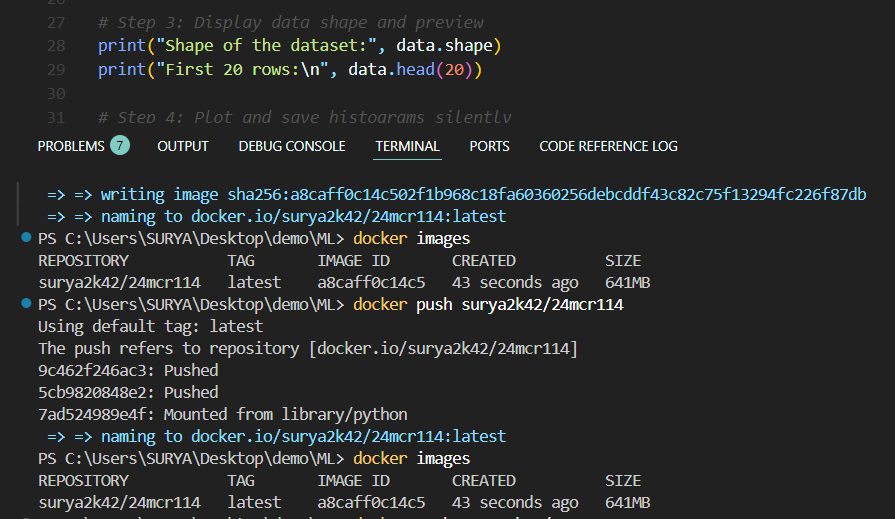 27 # Step 3: Display data shape and preview
28 print("Shape of the dataset:", data.shape)
29 print("First 20 rows:\n", data.head(20))
30
31 # Step 4: Plot and save histograms silently
PROBLEMS 7 OUTPUT DEBUG CONSOLE TERMINAL PORTS CODE REFERENCE LOG
=> => writing image sha256:a8caff0c14c502f1b968c18fa60360256debcddf43c82c75f13294fc226f87db
=> => naming to docker.io/surya2k42/24mcr114:latest
PS C:\Users\SURYA\Desktop\demo\ML> docker images
REPOSITORY TAG IMAGE ID CREATED SIZE
surya2k42/24mcr114 latest a8caff0c14c5 43 seconds ago 641MB
PS C:\Users\SURYA\Desktop\demo\ML> docker push surya2k42/24mcr114
Using default tag: latest
The push refers to repository [docker.io/surya2k42/24mcr114]
9c462f246ac3: Pushed
5cb9820848e2: Pushed
7ad524989e4f: Mounted from library/python
=> => naming to docker.io/surya2k42/24mcr114:latest
PS C:\Users\SURYA\Desktop\demo\ML> docker images
REPOSITORY TAG IMAGE ID CREATED SIZE
surya2k42/24mcr114 latest a8caff0c14c5 43 seconds ago 641MB